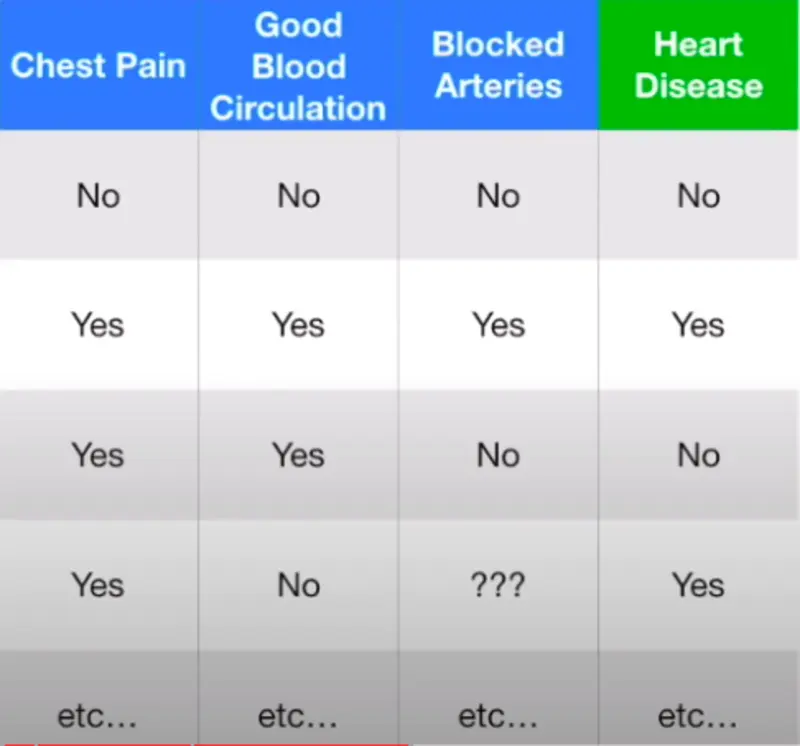 Chest Pain
Good
Blood
Circulation
Blocked
Arteries
Heart
Disease
No No No No
Yes Yes Yes Yes
Yes Yes No No
Yes No ??? Yes
etc... etc... etc... etc...